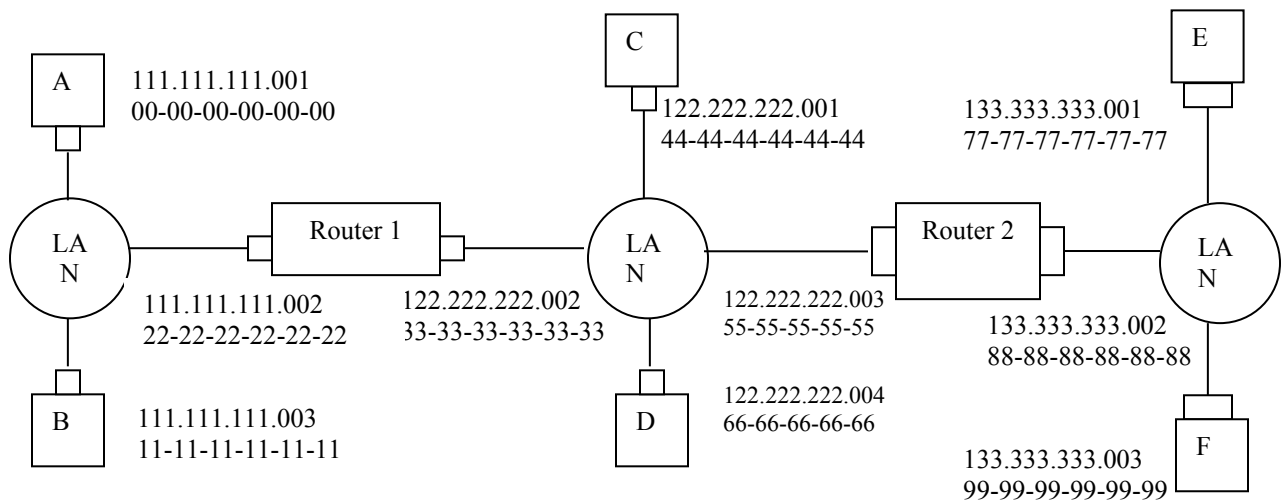 A
111.111.111.001
00-00-00-00-00-00
C
122.222.222.001
44-44-44-44-44-44
E
133.333.333.001
77-77-77-77-77-77
LA
N
Router 1
LA
N
Router 2
LA
N
111.111.111.002
22-22-22-22-22-22
122.222.222.002
33-33-33-33-33-33
122.222.222.003
55-55-55-55-55
133.333.333.002
88-88-88-88-88-88
B
111.111.111.003
11-11-11-11-11-11
D
122.222.222.004
66-66-66-66-66
F
133.333.333.003
99-99-99-99-99-99